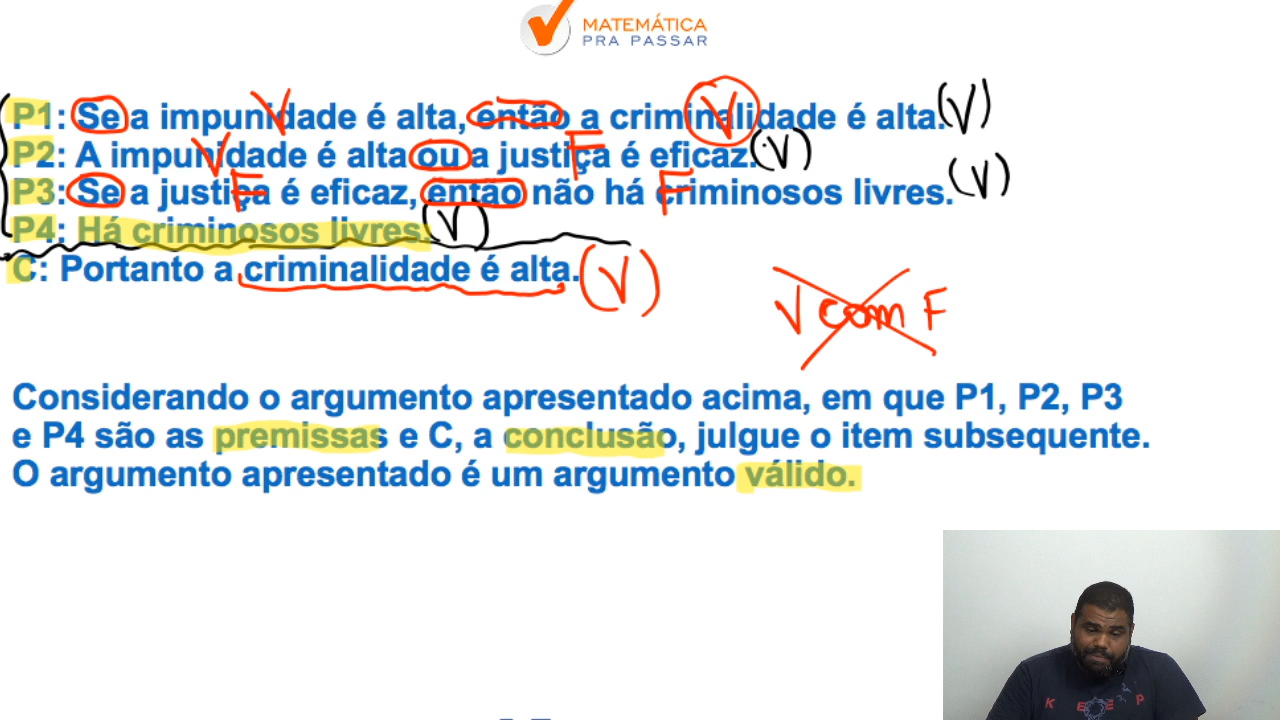 MATEMÁTICA
PRA PASSAR
P1: Se a impunidade é alta, então a criminalidade é alta. (V)
V V
P2: A impunidade é alta ou a justiça é eficaz. (V)
V F
P3: Se a justiça é eficaz, então não há criminosos livres. (V)
F F
P4: Há criminosos livres. (V)
C: Portanto a criminalidade é alta. (V)
V com F
Considerando o argumento apresentado acima, em que P1, P2, P3
e P4 são as premissas e C, a conclusão, julgue o item subsequente.
O argumento apresentado é um argumento válido.
K E E P